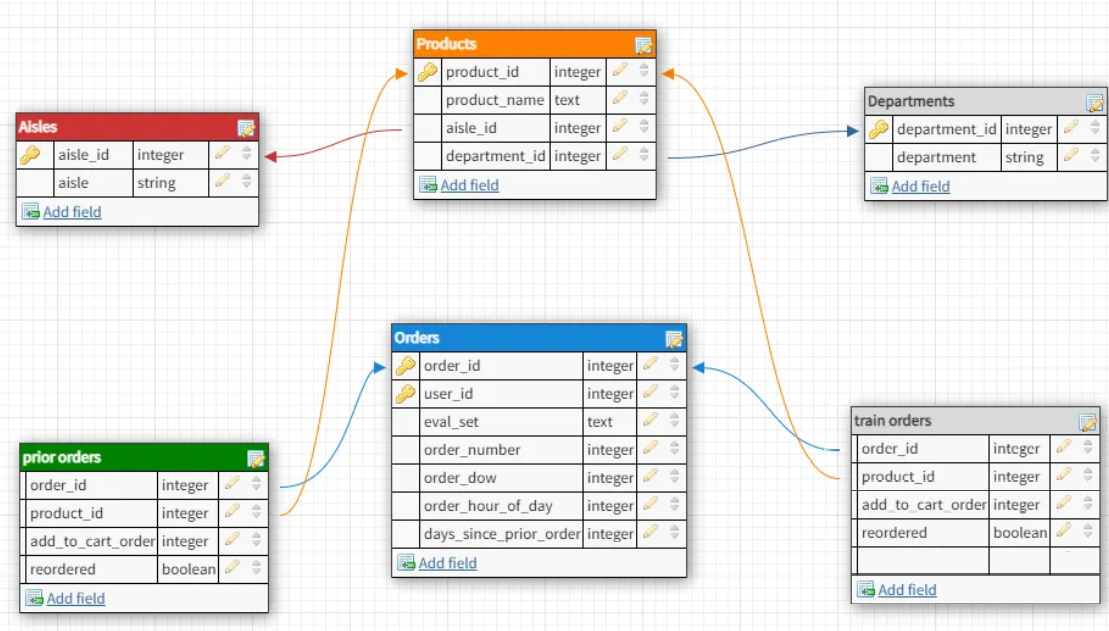 Products
product_id integer
product_name text
aisle_id integer
department_id integer
Add field
Departments
department_id integer
department string
Add field
Aisles
aisle_id integer
aisle string
Add field
Orders
order_id integer
user_id integer
eval_set text
order_number integer
order_dow integer
order_hour_of_day integer
days_since_prior_order integer
Add field
prior orders
order_id integer
product_id integer
add_to_cart_order integer
reordered boolean
Add field
train orders
order_id integer
product_id integer
add_to_cart_order integer
reordered boolean
Add field